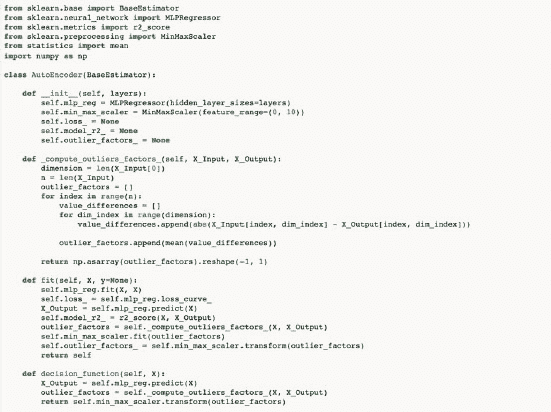 from sklearn.base import BaseEstimator
from sklearn.neural_network import MLPRegressor
from sklearn.metrics import r2_score
from sklearn.preprocessing import MinMaxScaler
from statistics import mean
import numpy as np

class AutoEncoder(BaseEstimator):

    def __init__(self, layers):
        self.mlp_reg = MLPRegressor(hidden_layer_sizes=layers)
        self.min_max_scaler = MinMaxScaler(feature_range=(0, 10))
        self.loss_ = None
        self.model_r2_ = None
        self.outlier_factors_ = None

    def _compute_outliers_factors_(self, X_Input, X_Output):
        dimension = len(X_Input[0])
        n = len(X_Input)
        outlier_factors = []
        for index in range(n):
            value_differences = []
            for dim_index in range(dimension):
                value_differences.append(abs(X_Input[index, dim_index] - X_Output[index, dim_index]))

            outlier_factors.append(mean(value_differences))

        return np.asarray(outlier_factors).reshape(-1, 1)

    def fit(self, X, y=None):
        self.mlp_reg.fit(X, X)
        self.loss_ = self.mlp_reg.loss_curve_
        X_Output = self.mlp_reg.predict(X)
        self.model_r2_ = r2_score(X, X_Output)
        outlier_factors = self._compute_outliers_factors_(X, X_Output)
        self.min_max_scaler.fit(outlier_factors)
        self.outlier_factors_ = self.min_max_scaler.transform(outlier_factors)
        return self

    def decision_function(self, X):
        X_Output = self.mlp_reg.predict(X)
        outlier_factors = self._compute_outliers_factors_(X, X_Output)
        return self.min_max_scaler.transform(outlier_factors)